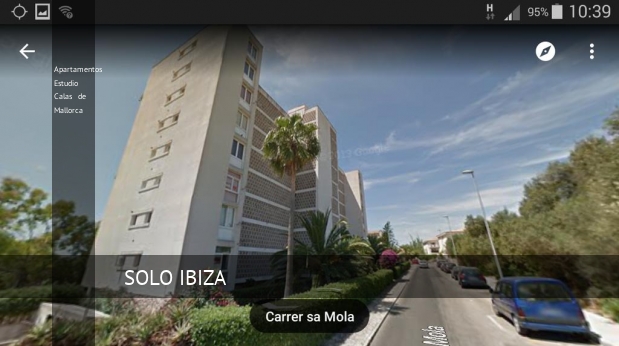 H 95% 10:39
Apartamentos
Estudio
Calas de
Mallorca
SOLO IBIZA
Carrer sa Mola
Mola